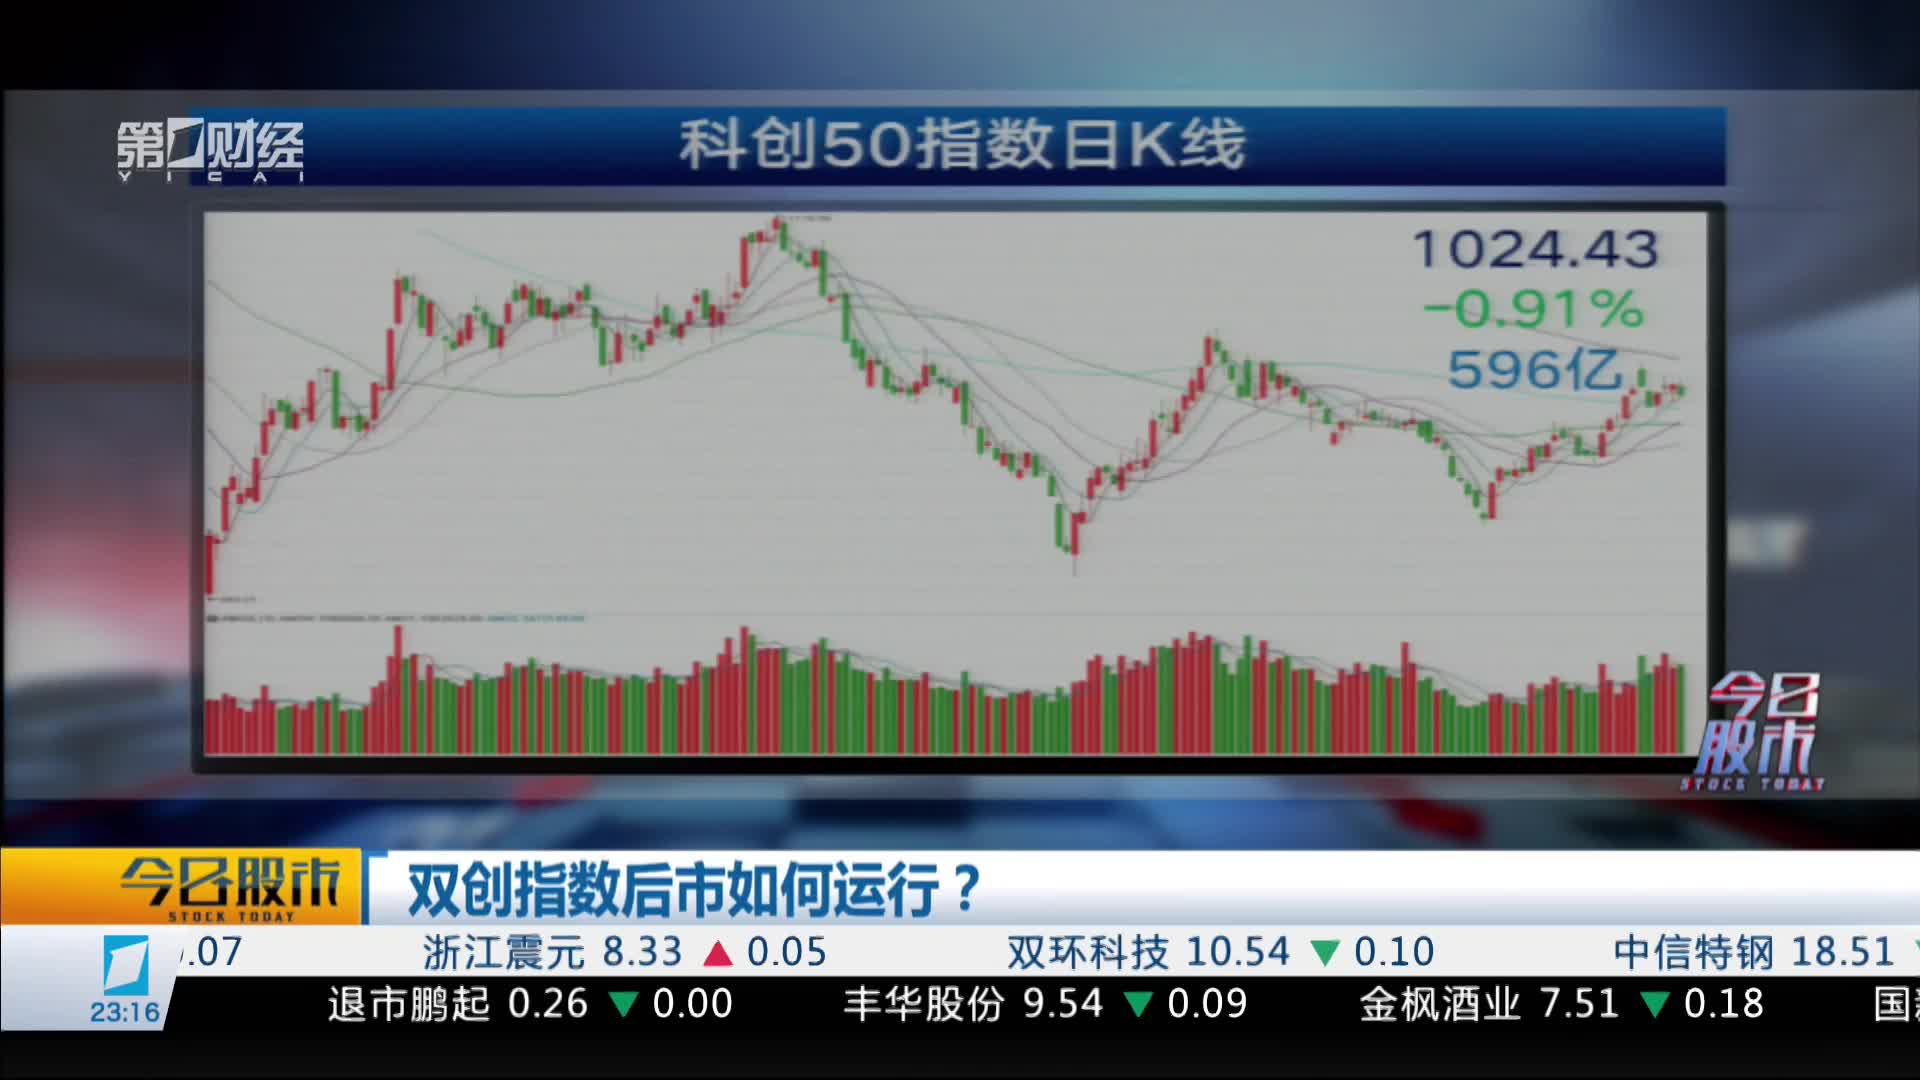 第1财经
YICAI
科创50指数日K线
1024.43
-0.91%
596亿
今日股市
STOCK TODAY
今日股市
STOCK TODAY
双创指数后市如何运行？
.07 浙江震元 8.33 ▲ 0.05 双环科技 10.54 ▼ 0.10 中信特钢 18.51
23:16
退市鹏起 0.26 ▼ 0.00 丰华股份 9.54 ▼ 0.09 金枫酒业 7.51 ▼ 0.18 国